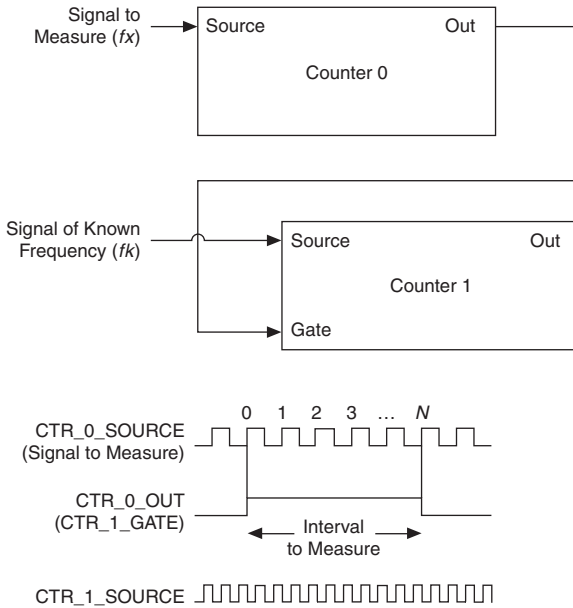 Signal to
Measure (fx)
Source
Out
Counter 0
Signal of Known
Frequency (fk)
Source
Out
Counter 1
Gate
0 1 2 3 ... N
CTR_0_SOURCE
(Signal to Measure)
CTR_0_OUT
(CTR_1_GATE)
Interval
to Measure
CTR_1_SOURCE